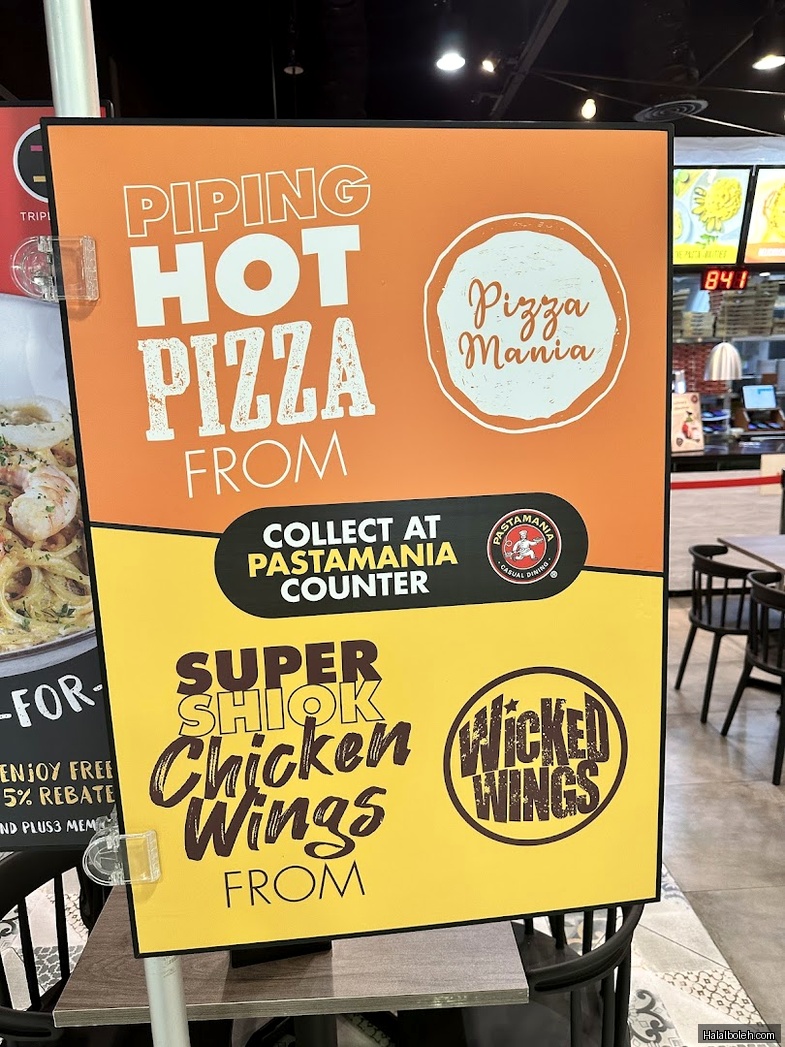 PIPING
HOT
PIZZA
FROM
Pizza
Mania
COLLECT AT
PASTAMANIA
COUNTER
PASTAMANIA
CASUAL DINING
®
SUPER
SHIOK
Chicken
Wings
FROM
WiCKED
WINGS
TRIPL
-FOR-
ENJOY FREE
5% REBATE
ND PLUS3 MEM
841
Halalboleh.com